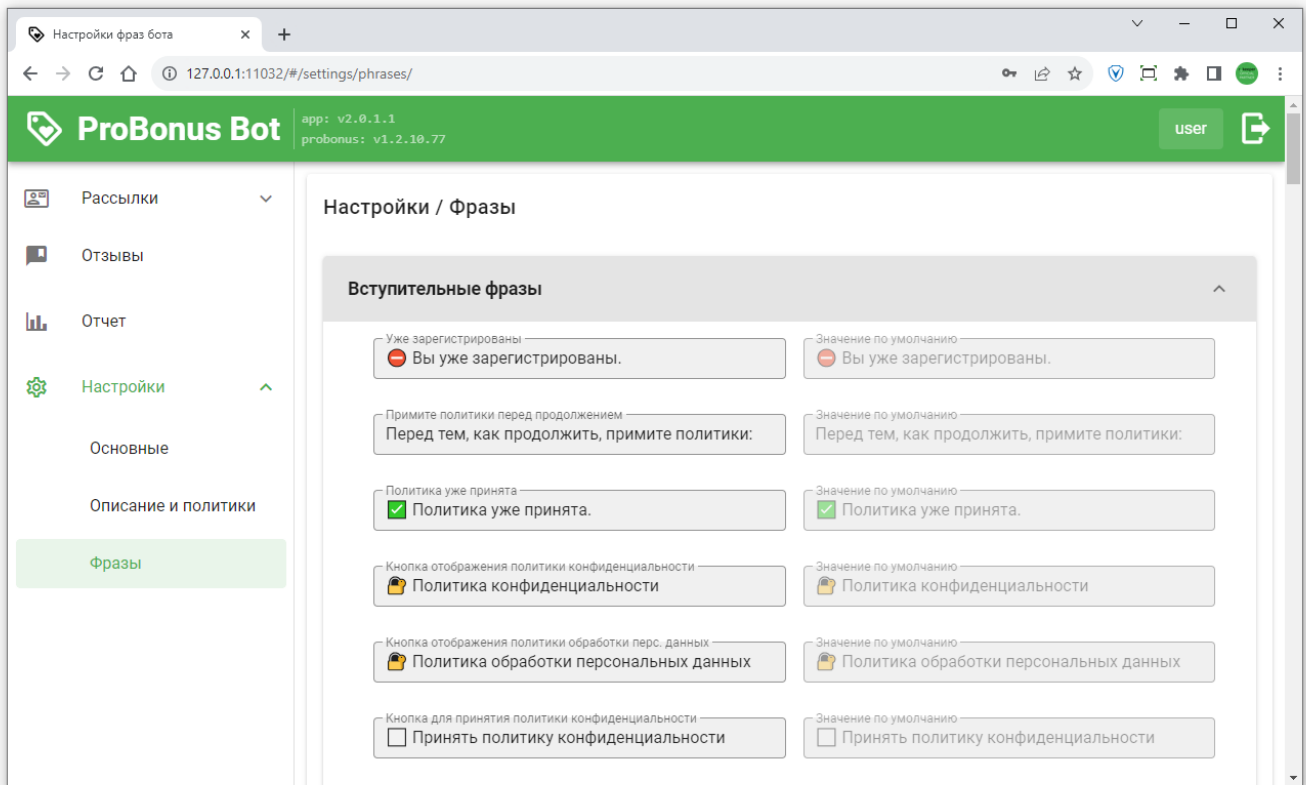 Настройки фраз бота
127.0.0.1:11032/#/settings/phrases/
ProBonus Bot
app: v2.0.1.1
probonus: v1.2.10.77
user
Рассылки
Отзывы
Отчет
Настройки
Основные
Описание и политики
Фразы
Настройки / Фразы
Вступительные фразы
Уже зарегистрированы
Вы уже зарегистрированы.
Значение по умолчанию
Вы уже зарегистрированы.
Примите политики перед продолжением
Перед тем, как продолжить, примите политики:
Значение по умолчанию
Перед тем, как продолжить, примите политики:
Политика уже принята
Политика уже принята.
Значение по умолчанию
Политика уже принята.
Кнопка отображения политики конфиденциальности
Политика конфиденциальности
Значение по умолчанию
Политика конфиденциальности
Кнопка отображения политики обработки перс. данных
Политика обработки персональных данных
Значение по умолчанию
Политика обработки персональных данных
Кнопка для принятия политики конфиденциальности
Принять политику конфиденциальности
Значение по умолчанию
Принять политику конфиденциальности